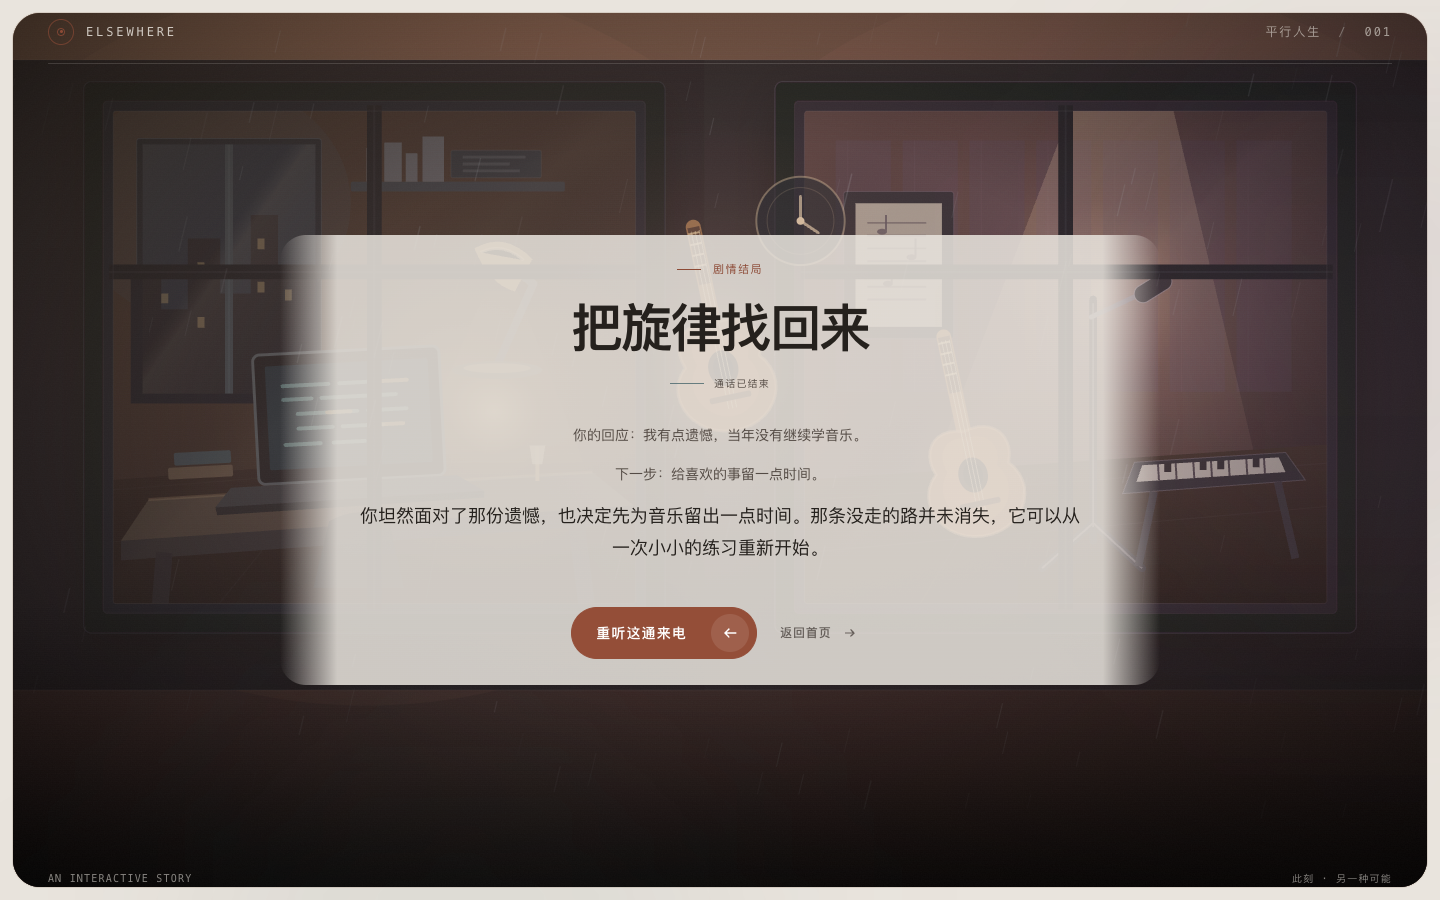 ELSEWHERE
平行人生 / 001
剧情结局
把旋律找回来
通话已结束
你的回应：我有点遗憾，当年没有继续学音乐。
下一步：给喜欢的事留一点时间。
你坦然面对了那份遗憾，也决定先为音乐留出一点时间。那条没走的路并未消失，它可以从
一次小小的练习重新开始。
重听这通来电 ←
返回首页 →
AN INTERACTIVE STORY
此刻 · 另一种可能